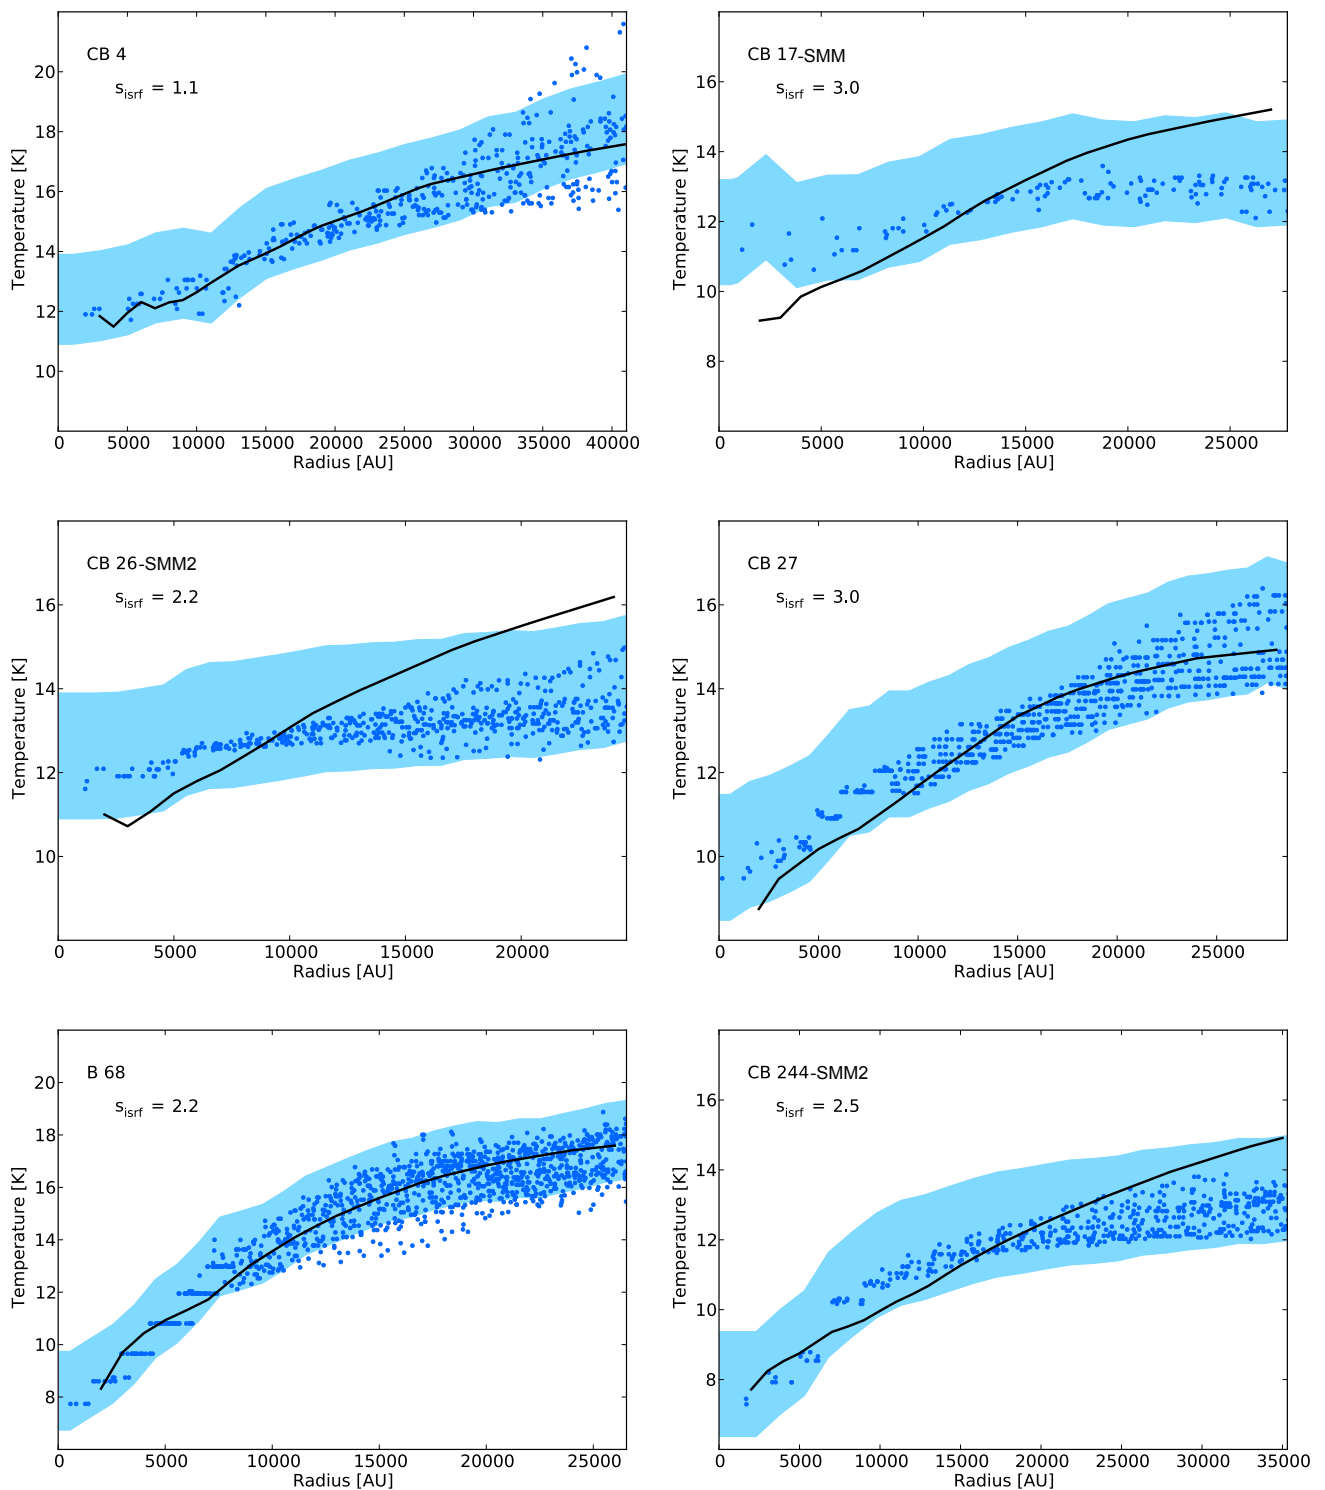 CB 4
s_isrf = 1.1
20
18
16
14
12
10
Temperature [K]
0 5000 10000 15000 20000 25000 30000 35000 40000
Radius [AU]
CB 17-SMM
s_isrf = 3.0
16
14
12
10
8
Temperature [K]
0 5000 10000 15000 20000 25000
Radius [AU]
CB 26-SMM2
s_isrf = 2.2
16
14
12
10
Temperature [K]
0 5000 10000 15000 20000
Radius [AU]
CB 27
s_isrf = 3.0
16
14
12
10
Temperature [K]
0 5000 10000 15000 20000 25000
Radius [AU]
B 68
s_isrf = 2.2
20
18
16
14
12
10
8
Temperature [K]
0 5000 10000 15000 20000 25000
Radius [AU]
CB 244-SMM2
s_isrf = 2.5
16
14
12
10
8
Temperature [K]
0 5000 10000 15000 20000 25000 30000 35000
Radius [AU]